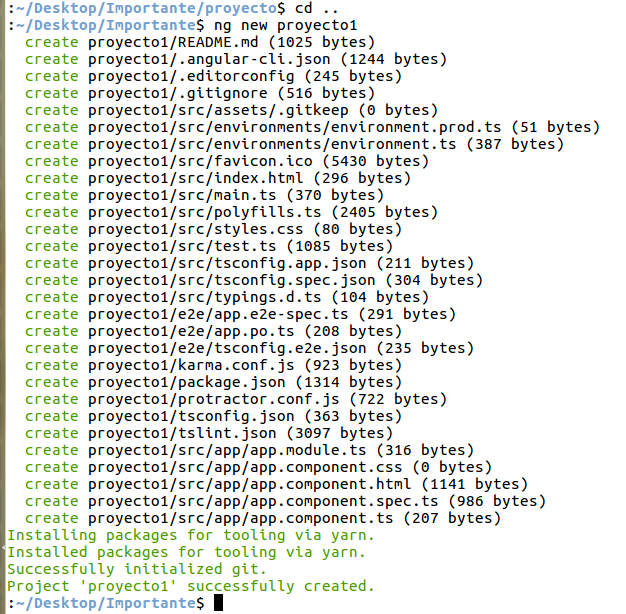 :~/Desktop/Importante/proyecto$ cd ..
:~/Desktop/Importante$ ng new proyecto1
create proyecto1/README.md (1025 bytes)
create proyecto1/.angular-cli.json (1244 bytes)
create proyecto1/.editorconfig (245 bytes)
create proyecto1/.gitignore (516 bytes)
create proyecto1/src/assets/.gitkeep (0 bytes)
create proyecto1/src/environments/environment.prod.ts (51 bytes)
create proyecto1/src/environments/environment.ts (387 bytes)
create proyecto1/src/favicon.ico (5430 bytes)
create proyecto1/src/index.html (296 bytes)
create proyecto1/src/main.ts (370 bytes)
create proyecto1/src/polyfills.ts (2405 bytes)
create proyecto1/src/styles.css (80 bytes)
create proyecto1/src/test.ts (1085 bytes)
create proyecto1/src/tsconfig.app.json (211 bytes)
create proyecto1/src/tsconfig.spec.json (304 bytes)
create proyecto1/src/typings.d.ts (104 bytes)
create proyecto1/e2e/app.e2e-spec.ts (291 bytes)
create proyecto1/e2e/app.po.ts (208 bytes)
create proyecto1/e2e/tsconfig.e2e.json (235 bytes)
create proyecto1/karma.conf.js (923 bytes)
create proyecto1/package.json (1314 bytes)
create proyecto1/protractor.conf.js (722 bytes)
create proyecto1/tsconfig.json (363 bytes)
create proyecto1/tslint.json (3097 bytes)
create proyecto1/src/app/app.module.ts (316 bytes)
create proyecto1/src/app/app.component.css (0 bytes)
create proyecto1/src/app/app.component.html (1141 bytes)
create proyecto1/src/app/app.component.spec.ts (986 bytes)
create proyecto1/src/app/app.component.ts (207 bytes)
Installing packages for tooling via yarn.
Installed packages for tooling via yarn.
Successfully initialized git.
Project 'proyecto1' successfully created.
:~/Desktop/Importante$